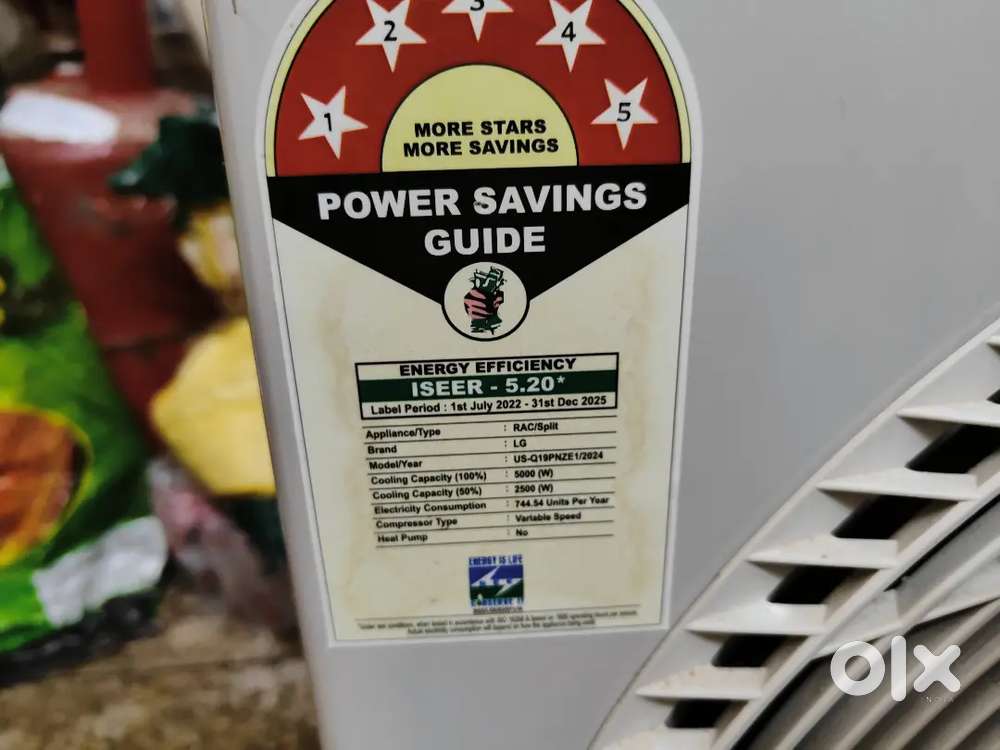 1 2 3 4 5
MORE STARS
MORE SAVINGS
POWER SAVINGS
GUIDE
ENERGY EFFICIENCY
ISEER - 5.20*
Label Period : 1st July 2022 - 31st Dec 2025
Appliance/Type : RAC/Split
Brand : LG
Model/Year : US-Q19PNZE1/2024
Cooling Capacity (100%) : 5000 (W)
Cooling Capacity (50%) : 2500 (W)
Electricity Consumption : 744.54 Units Per Year
Compressor Type : Variable Speed
Heat Pump : No
ENERGY IS LIFE
CONSERVE IT
olx